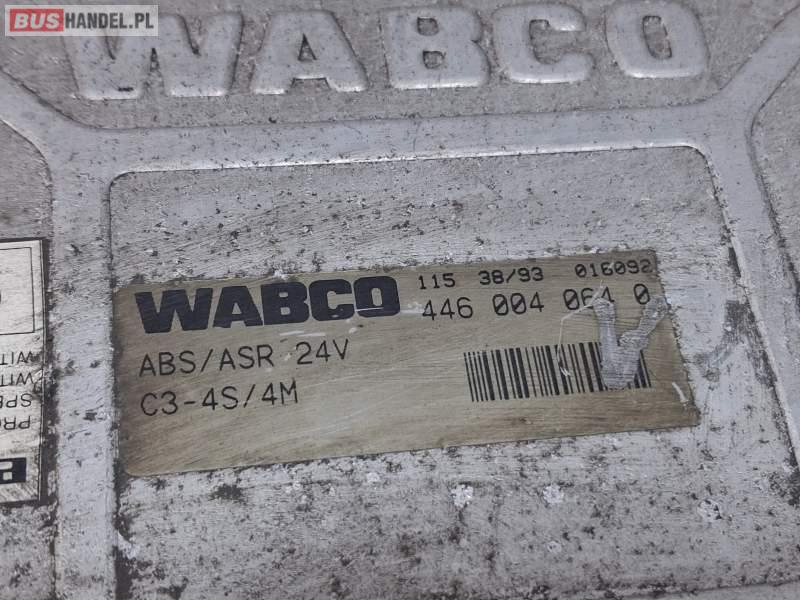 BUSHANDEL.PL
WABCO
WABCO 115 38/93 016092
446 004 064 0
ABS/ASR 24V
C3-4S/4M